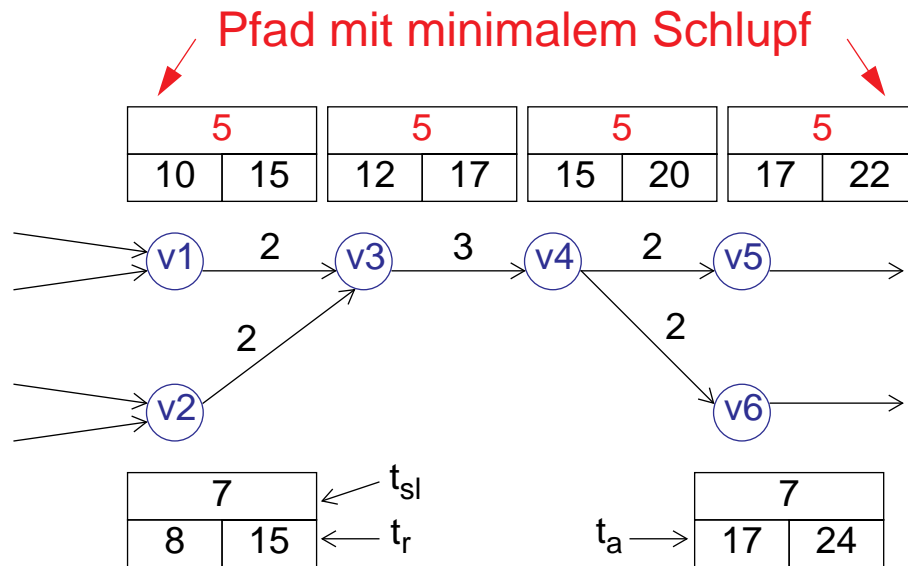 Pfad mit minimalem Schlupf
5 5 5 5
10 15 12 17 15 20 17 22
v1 2 v3 3 v4 2 v5
2 2
v2 v6
7 t_sl 7
8 15 t_r t_a 17 24